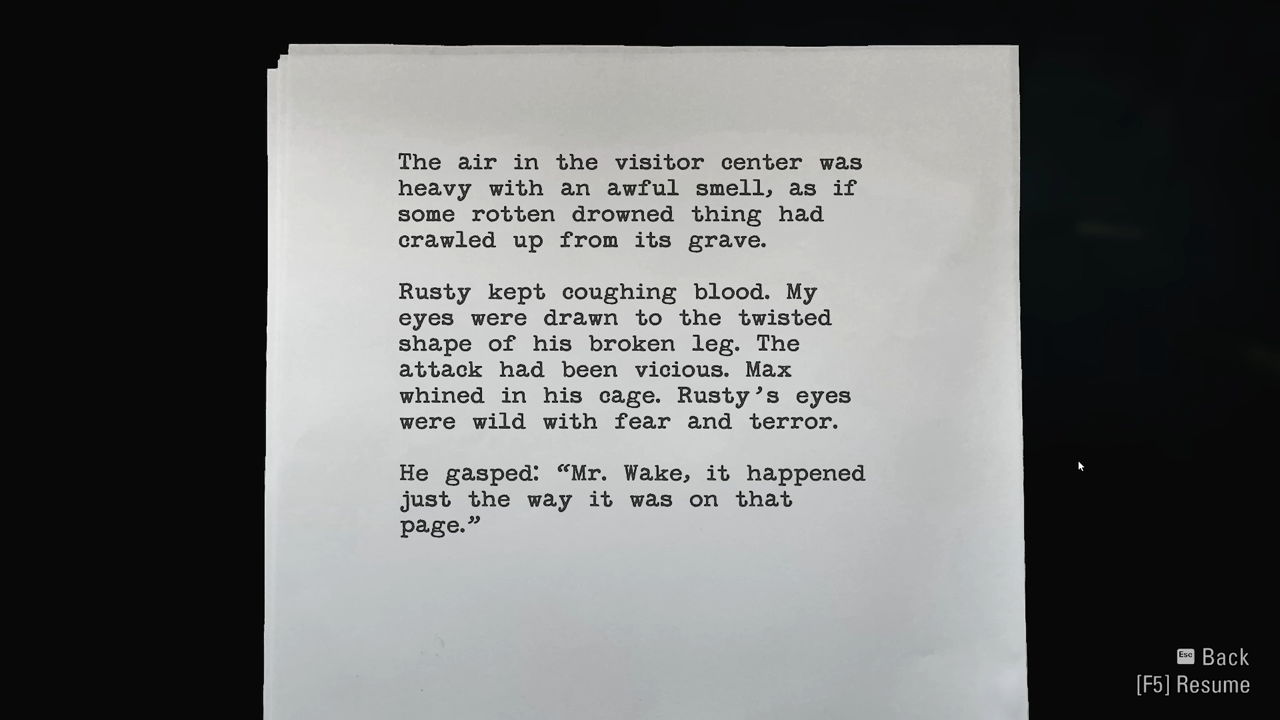 The air in the visitor center was
heavy with an awful smell, as if
some rotten drowned thing had
crawled up from its grave.
Rusty kept coughing blood. My
eyes were drawn to the twisted
shape of his broken leg. The
attack had been vicious. Max
whined in his cage. Rusty’s eyes
were wild with fear and terror.
He gasped: “Mr. Wake, it happened
just the way it was on that
page.”
Esc Back
[F5] Resume